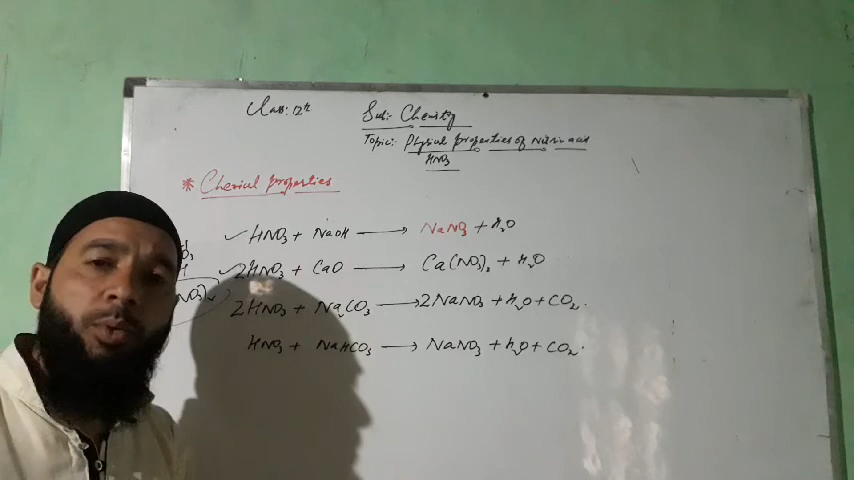 Class: 12th
Sub:- Chemistry
Topic: Physical properties of Nitric acid
HNO₃
* Chemical properties
✓ HNO₃ + NaOH → NaNO₃ + H₂O
✓ 2HNO₃ + CaO → Ca(NO₃)₂ + H₂O
2HNO₃ + Na₂CO₃ → 2NaNO₃ + H₂O + CO₂.
HNO₃ + NaHCO₃ → NaNO₃ + H₂O + CO₂.